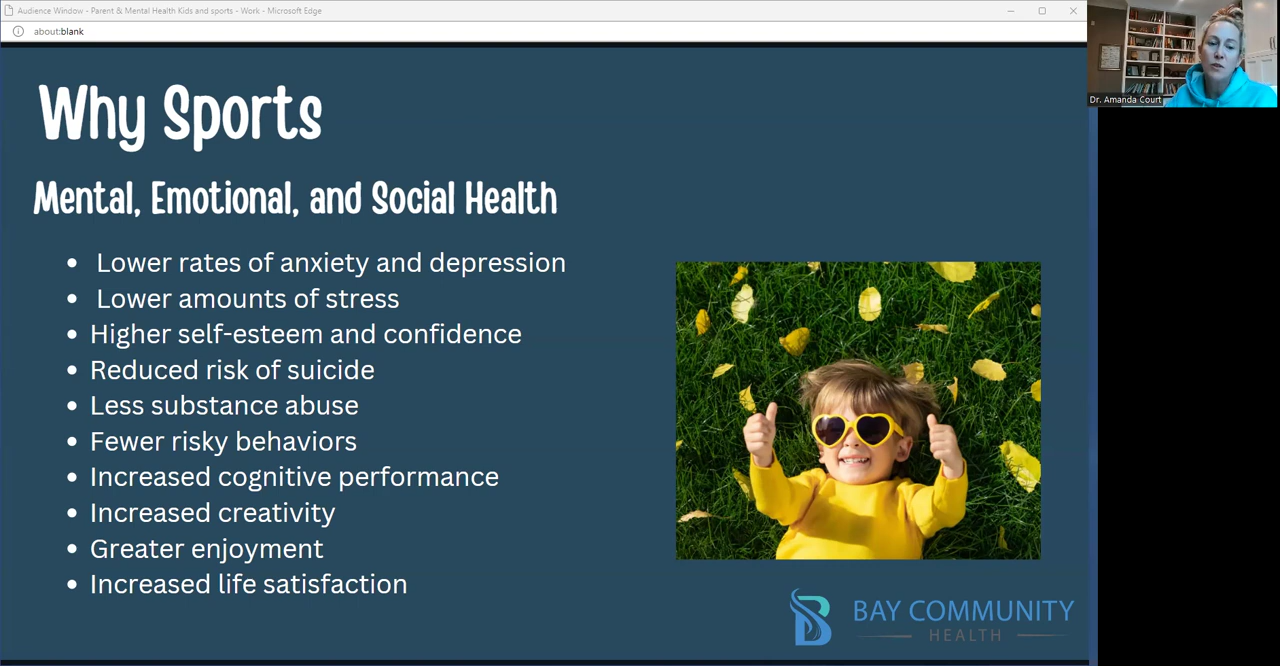 Audience Window - Parent & Mental Health Kids and sports - Work - Microsoft Edge
about:blank
Dr. Amanda Court
Why Sports
Mental, Emotional, and Social Health
• Lower rates of anxiety and depression
• Lower amounts of stress
• Higher self-esteem and confidence
• Reduced risk of suicide
• Less substance abuse
• Fewer risky behaviors
• Increased cognitive performance
• Increased creativity
• Greater enjoyment
• Increased life satisfaction
BAY COMMUNITY
HEALTH